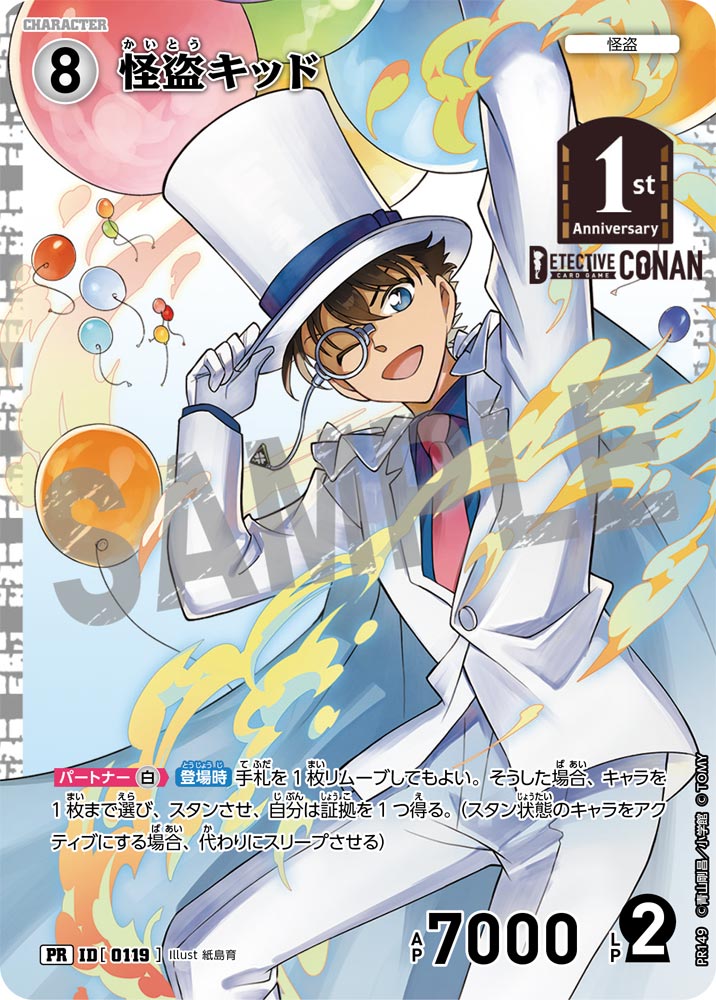 CHARACTER
8
かいとう
怪盗キッド
怪盗
1st
Anniversary
DETECTIVE CONAN
CARD GAME
SAMPLE
パートナー 白 登場時 手札を1枚リムーブしてもよい。そうした場合、キャラを
1枚まで選び、スタンさせ、自分は証拠を1つ得る。(スタン状態のキャラをアク
ティブにする場合、代わりにスリープさせる)
PR ID[0119] Illust 紙島育
AP 7000 LP 2
PR149 ©青山剛昌/小学館 ©TOMY